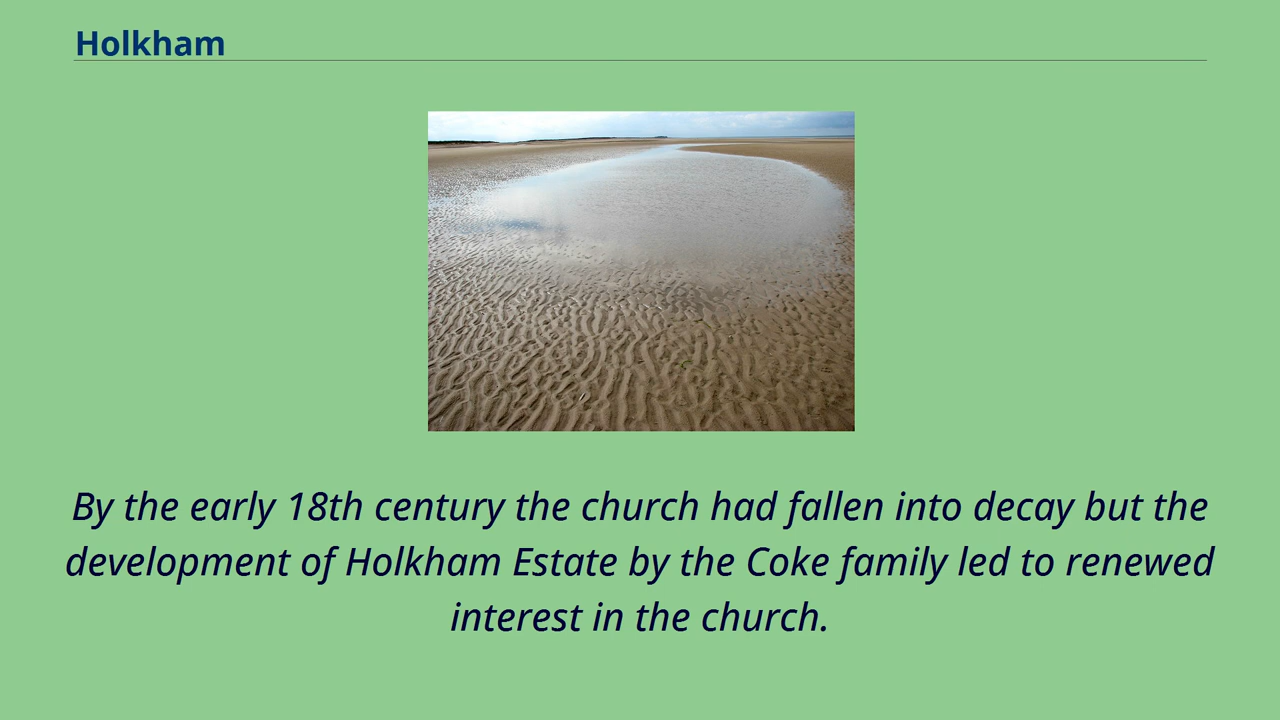 Holkham
By the early 18th century the church had fallen into decay but the
development of Holkham Estate by the Coke family led to renewed
interest in the church.